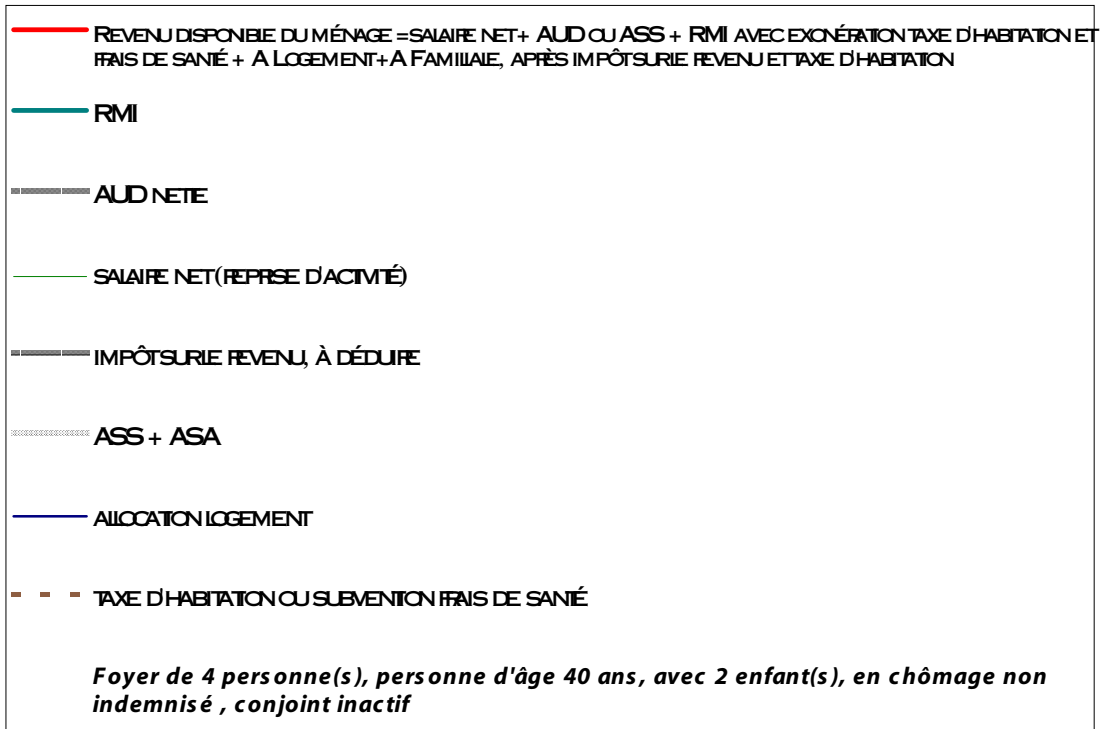 REVENU DISPONIBLE DU MÉNAGE = SALAIRE NET + AUD OU ASS + RMI AVEC EXONÉRATION TAXE D'HABITATION ET
FRAIS DE SANTÉ + A LOGEMENT + A FAMILIALE, APRÈS IMPÔT SUR LE REVENU ET TAXE D'HABITATION
RMI
AUD NETTE
SALAIRE NET (REPRISE D'ACTIVITÉ)
IMPÔT SUR LE REVENU, À DÉDUIRE
ASS + ASA
ALLOCATION LOGEMENT
TAXE D'HABITATION OU SUBVENTION FRAIS DE SANTÉ
Foyer de 4 personne(s), personne d'âge 40 ans, avec 2 enfant(s), en chômage non
indemnisé , conjoint inactif